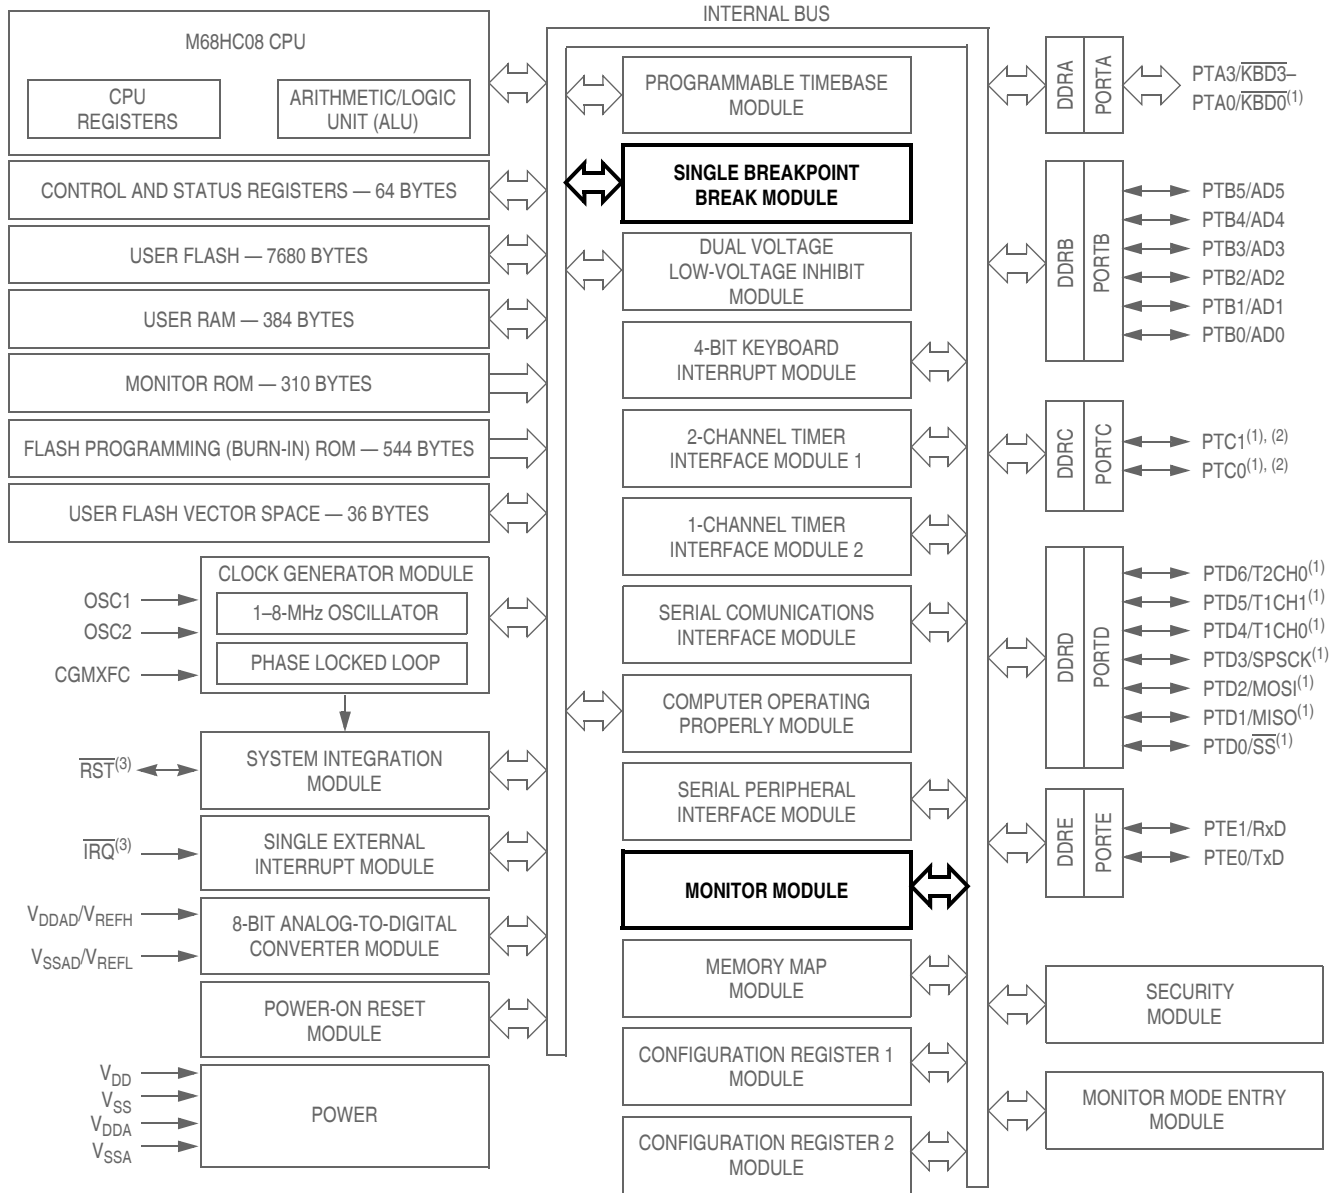 INTERNAL BUS
M68HC08 CPU
CPU
REGISTERS
ARITHMETIC/LOGIC
UNIT (ALU)
CONTROL AND STATUS REGISTERS — 64 BYTES
USER FLASH — 7680 BYTES
USER RAM — 384 BYTES
MONITOR ROM — 310 BYTES
FLASH PROGRAMMING (BURN-IN) ROM — 544 BYTES
USER FLASH VECTOR SPACE — 36 BYTES
CLOCK GENERATOR MODULE
1–8-MHz OSCILLATOR
PHASE LOCKED LOOP
OSC1
OSC2
CGMXFC
SYSTEM INTEGRATION
MODULE
RST(3)
SINGLE EXTERNAL
INTERRUPT MODULE
IRQ(3)
8-BIT ANALOG-TO-DIGITAL
CONVERTER MODULE
VDDAD/VREFH
VSSAD/VREFL
POWER-ON RESET
MODULE
POWER
VDD
VSS
VDDA
VSSA
PROGRAMMABLE TIMEBASE
MODULE
SINGLE BREAKPOINT
BREAK MODULE
DUAL VOLTAGE
LOW-VOLTAGE INHIBIT
MODULE
4-BIT KEYBOARD
INTERRUPT MODULE
2-CHANNEL TIMER
INTERFACE MODULE 1
1-CHANNEL TIMER
INTERFACE MODULE 2
SERIAL COMUNICATIONS
INTERFACE MODULE
COMPUTER OPERATING
PROPERLY MODULE
SERIAL PERIPHERAL
INTERFACE MODULE
MONITOR MODULE
MEMORY MAP
MODULE
CONFIGURATION REGISTER 1
MODULE
CONFIGURATION REGISTER 2
MODULE
DDRA
PORTA
PTA3/KBD3–
PTA0/KBD0(1)
DDRB
PORTB
PTB5/AD5
PTB4/AD4
PTB3/AD3
PTB2/AD2
PTB1/AD1
PTB0/AD0
DDRC
PORTC
PTC1(1), (2)
PTC0(1), (2)
DDRD
PORTD
PTD6/T2CH0(1)
PTD5/T1CH1(1)
PTD4/T1CH0(1)
PTD3/SPSCK(1)
PTD2/MOSI(1)
PTD1/MISO(1)
PTD0/SS(1)
DDRE
PORTE
PTE1/RxD
PTE0/TxD
SECURITY
MODULE
MONITOR MODE ENTRY
MODULE